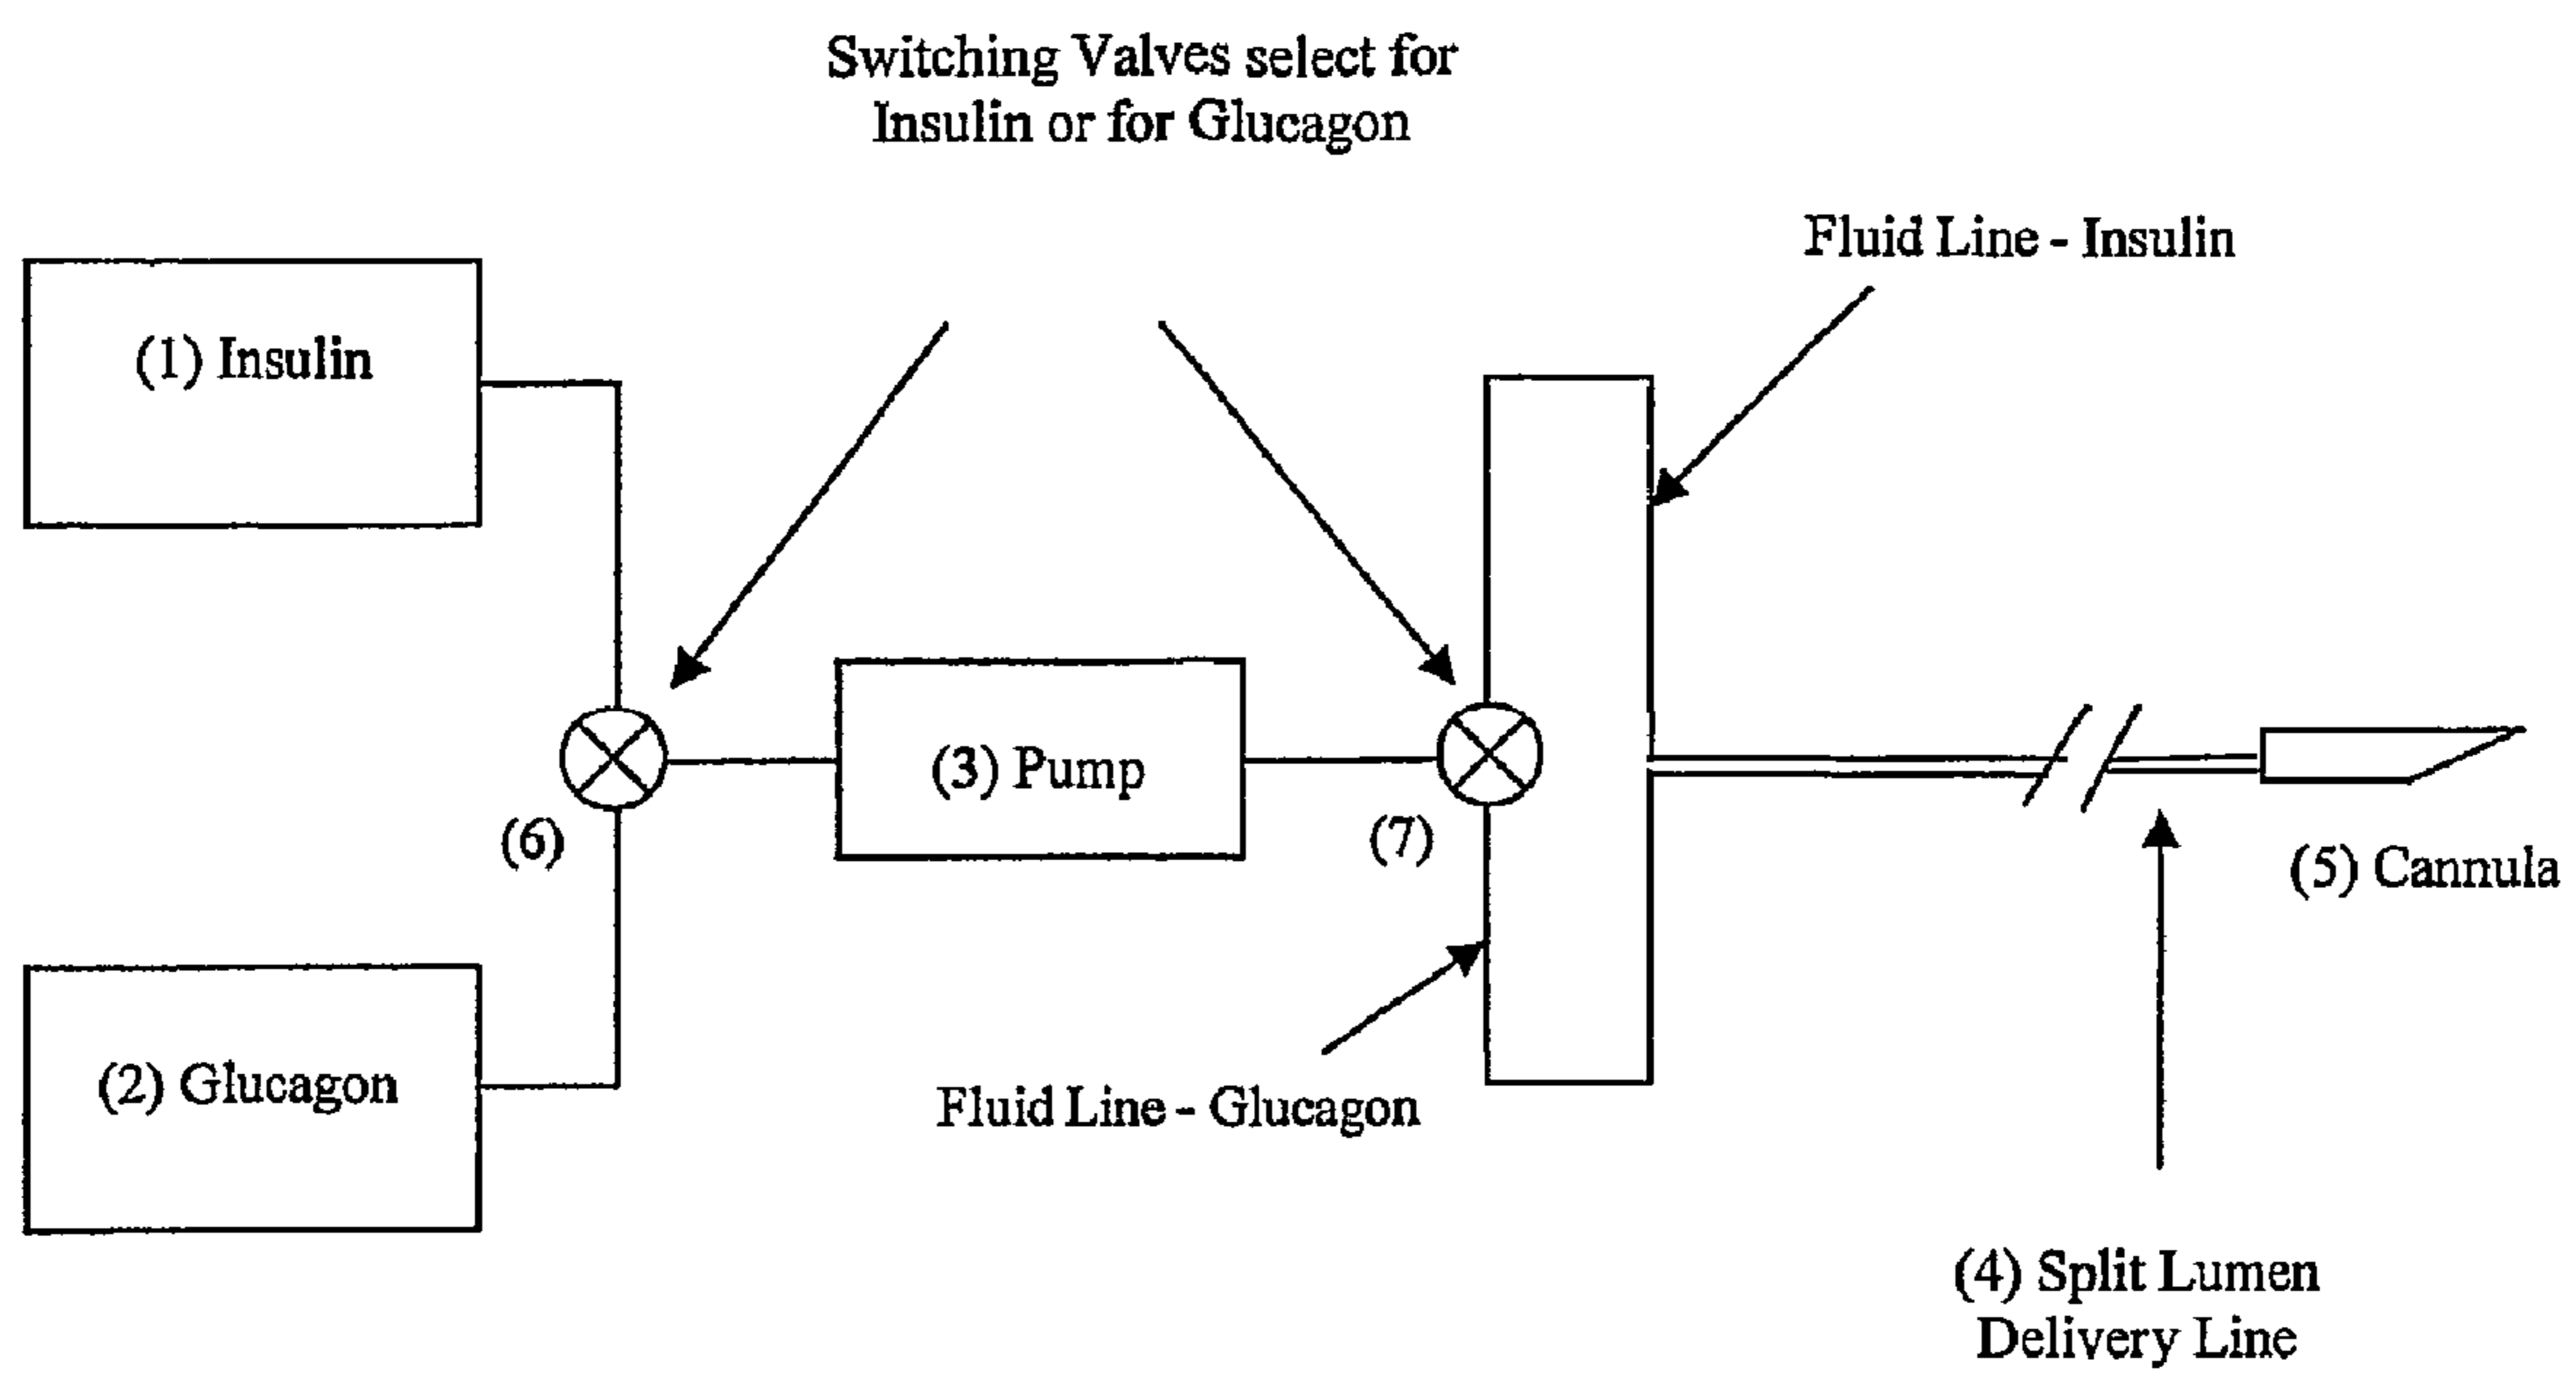 Switching Valves select for
Insulin or for Glucagon
Fluid Line - Insulin
(1) Insulin
(3) Pump
(6)
(7)
(5) Cannula
(2) Glucagon
Fluid Line - Glucagon
(4) Split Lumen
Delivery Line